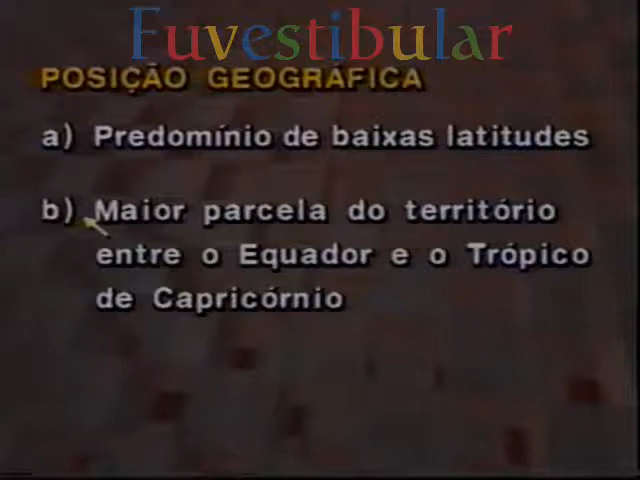 Fuvestibular
POSIÇÃO GEOGRÁFICA
a) Predomínio de baixas latitudes
b) Maior parcela do território
entre o Equador e o Trópico
de Capricórnio